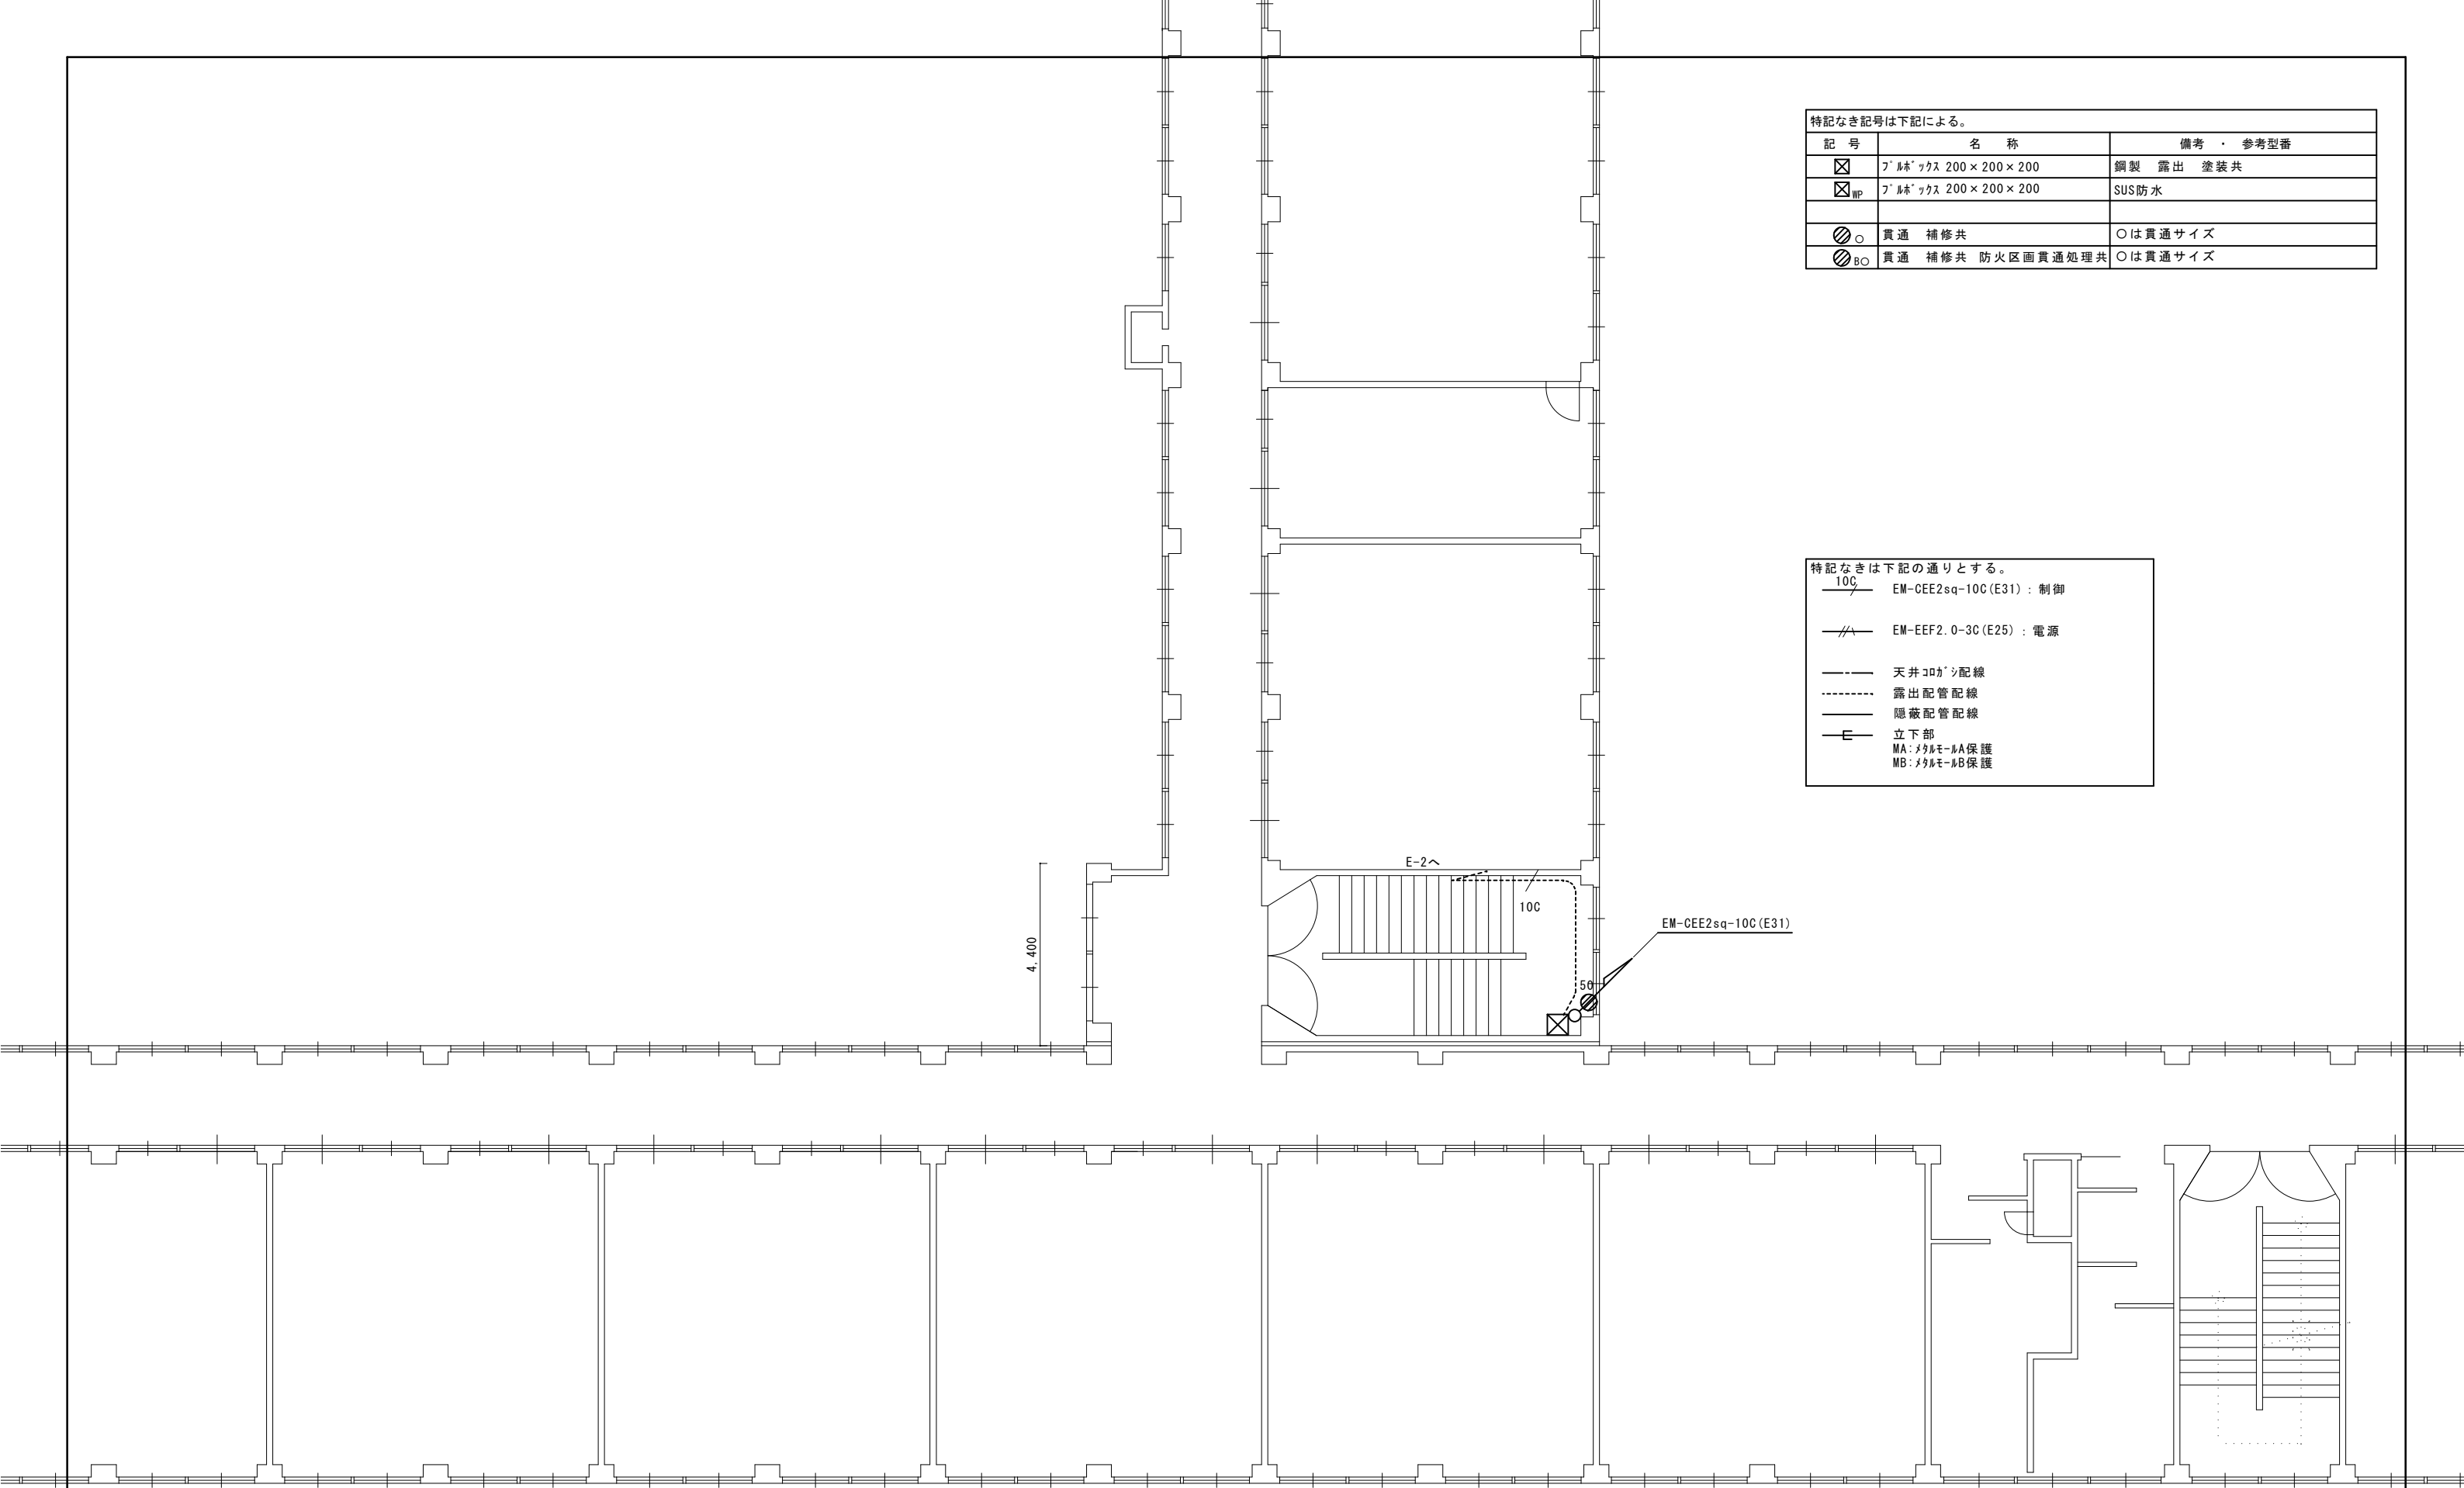 特記なき記号は下記による。
記 号 名 称 備考 ・ 参考型番
プルボックス 200×200×200 鋼製 露出 塗装共
WP プルボックス 200×200×200 SUS防水
○ 貫通 補修共 ○は貫通サイズ
B○ 貫通 補修共 防火区画貫通処理共 ○は貫通サイズ
特記なきは下記の通りとする。
10C EM-CEE2sq-10C(E31) : 制御
EM-EEF2.0-3C(E25) : 電源
天井コロガシ配線
露出配管配線
隠蔽配管配線
立下部
MA:メタルモールA保護
MB:メタルモールB保護
E-2へ
10C
EM-CEE2sq-10C(E31)
4,400
50